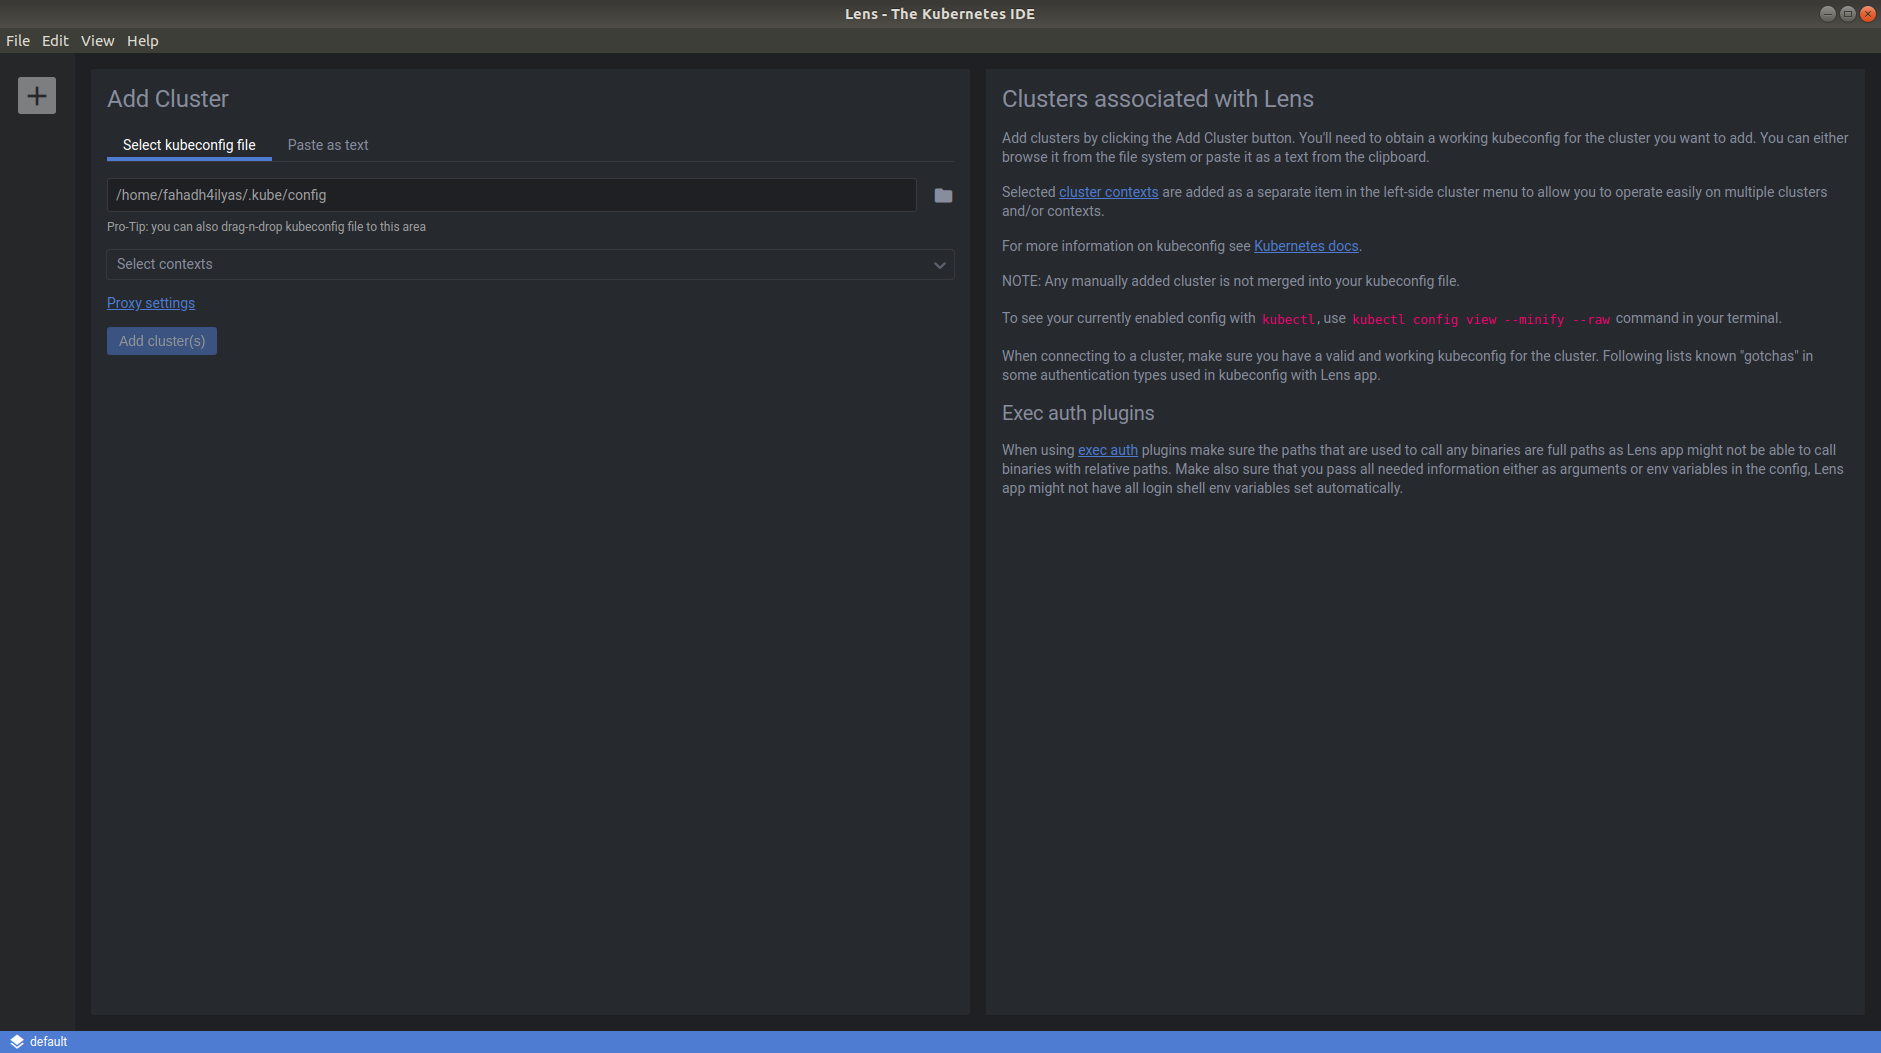 Lens - The Kubernetes IDE
File Edit View Help
Add Cluster
Select kubeconfig file Paste as text
/home/fahadh4ilyas/.kube/config
Pro-Tip: you can also drag-n-drop kubeconfig file to this area
Select contexts
Proxy settings
Add cluster(s)
Clusters associated with Lens
Add clusters by clicking the Add Cluster button. You'll need to obtain a working kubeconfig for the cluster you want to add. You can either
browse it from the file system or paste it as a text from the clipboard.
Selected cluster contexts are added as a separate item in the left-side cluster menu to allow you to operate easily on multiple clusters
and/or contexts.
For more information on kubeconfig see Kubernetes docs.
NOTE: Any manually added cluster is not merged into your kubeconfig file.
To see your currently enabled config with kubectl, use kubectl config view --minify --raw command in your terminal.
When connecting to a cluster, make sure you have a valid and working kubeconfig for the cluster. Following lists known "gotchas" in
some authentication types used in kubeconfig with Lens app.
Exec auth plugins
When using exec auth plugins make sure the paths that are used to call any binaries are full paths as Lens app might not be able to call
binaries with relative paths. Make also sure that you pass all needed information either as arguments or env variables in the config, Lens
app might not have all login shell env variables set automatically.
default